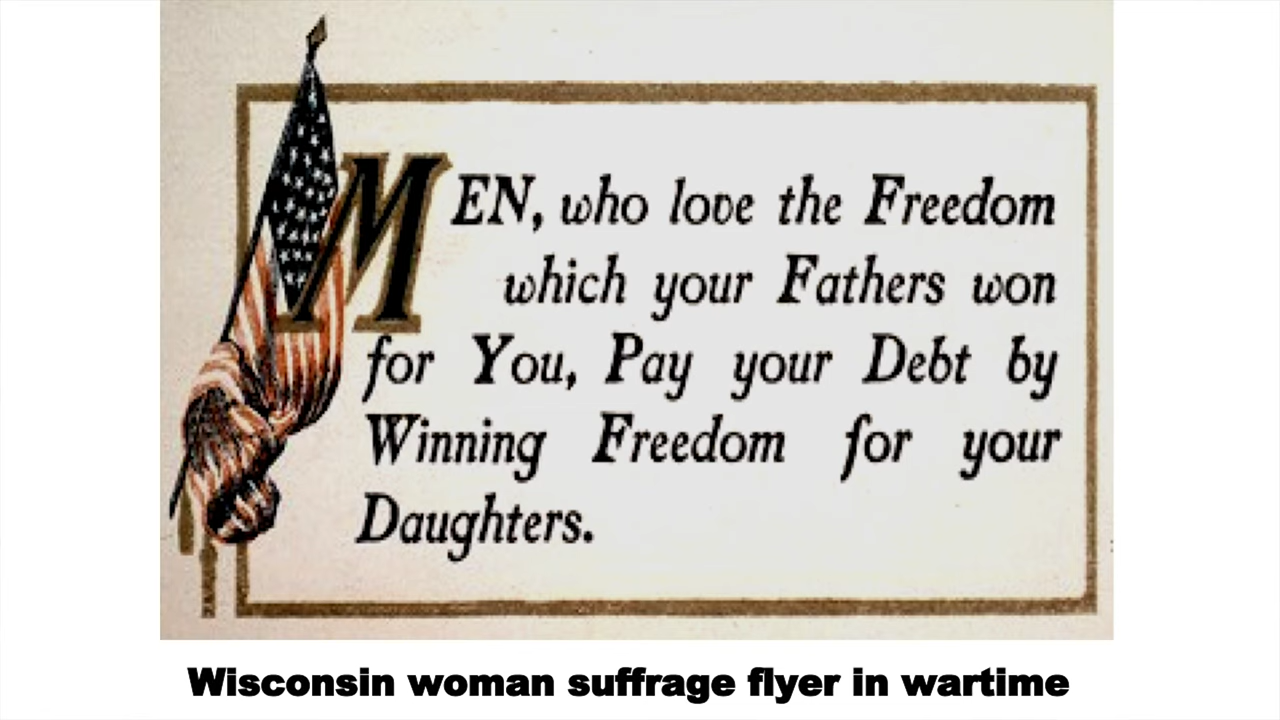 MEN, who love the Freedom
which your Fathers won
for You, Pay your Debt by
Winning Freedom for your
Daughters.
Wisconsin woman suffrage flyer in wartime